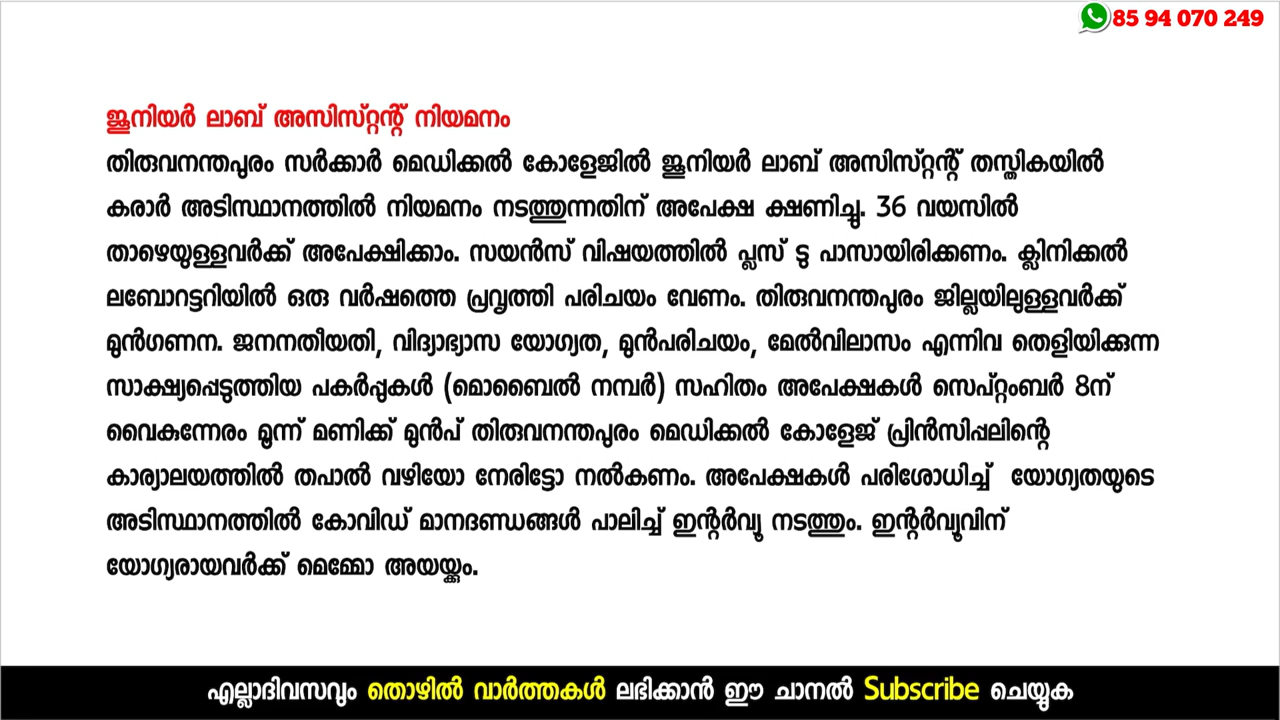 85 94 070 249
ജൂനിയർ ലാബ് അസിസ്റ്റന്റ് നിയമനം
തിരുവനന്തപുരം സർക്കാർ മെഡിക്കൽ കോളേജിൽ ജൂനിയർ ലാബ് അസിസ്റ്റന്റ് തസ്തികയിൽ
കരാർ അടിസ്ഥാനത്തിൽ നിയമനം നടത്തുന്നതിന് അപേക്ഷ ക്ഷണിച്ചു. 36 വയസിൽ
താഴെയുള്ളവർക്ക് അപേക്ഷിക്കാം. സയൻസ് വിഷയത്തിൽ പ്ലസ് ടു പാസായിരിക്കണം. ക്ലിനിക്കൽ
ലബോറട്ടറിയിൽ ഒരു വർഷത്തെ പ്രവൃത്തി പരിചയം വേണം. തിരുവനന്തപുരം ജില്ലയിലുള്ളവർക്ക്
മുൻഗണന. ജനനതീയതി, വിദ്യാഭ്യാസ യോഗ്യത, മുൻപരിചയം, മേൽവിലാസം എന്നിവ തെളിയിക്കുന്ന
സാക്ഷ്യപ്പെടുത്തിയ പകർപ്പുകൾ (മൊബൈൽ നമ്പർ) സഹിതം അപേക്ഷകൾ സെപ്റ്റംബർ 8ന്
വൈകുന്നേരം മൂന്ന് മണിക്ക് മുൻപ് തിരുവനന്തപുരം മെഡിക്കൽ കോളേജ് പ്രിൻസിപ്പലിന്റെ
കാര്യാലയത്തിൽ തപാൽ വഴിയോ നേരിട്ടോ നൽകണം. അപേക്ഷകൾ പരിശോധിച്ച് യോഗ്യതയുടെ
അടിസ്ഥാനത്തിൽ കോവിഡ് മാനദണ്ഡങ്ങൾ പാലിച്ച് ഇന്റർവ്യൂ നടത്തും. ഇന്റർവ്യൂവിന്
യോഗ്യരായവർക്ക് മെമ്മോ അയയ്ക്കും.
എല്ലാദിവസവും തൊഴിൽ വാർത്തകൾ ലഭിക്കാൻ ഈ ചാനൽ Subscribe ചെയ്യുക